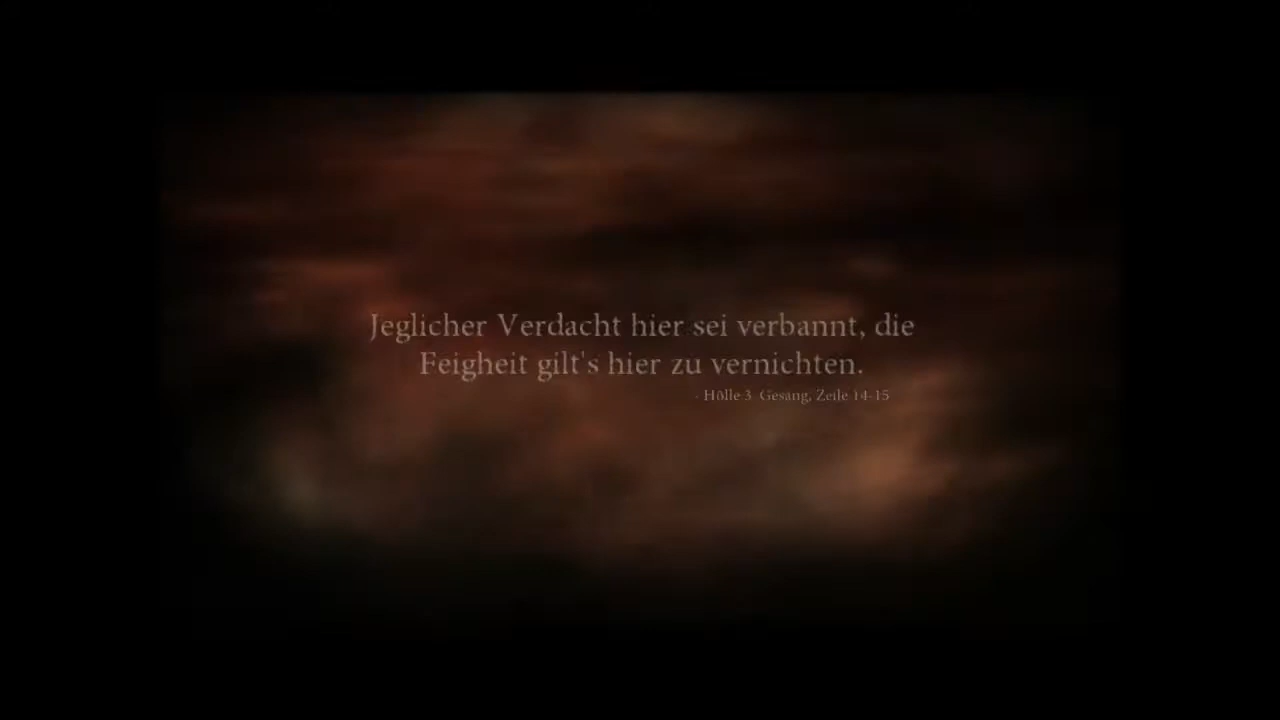 Jeglicher Verdacht hier sei verbannt, die
Feigheit gilt's hier zu vernichten.
- Hölle 3. Gesang, Zeile 14-15